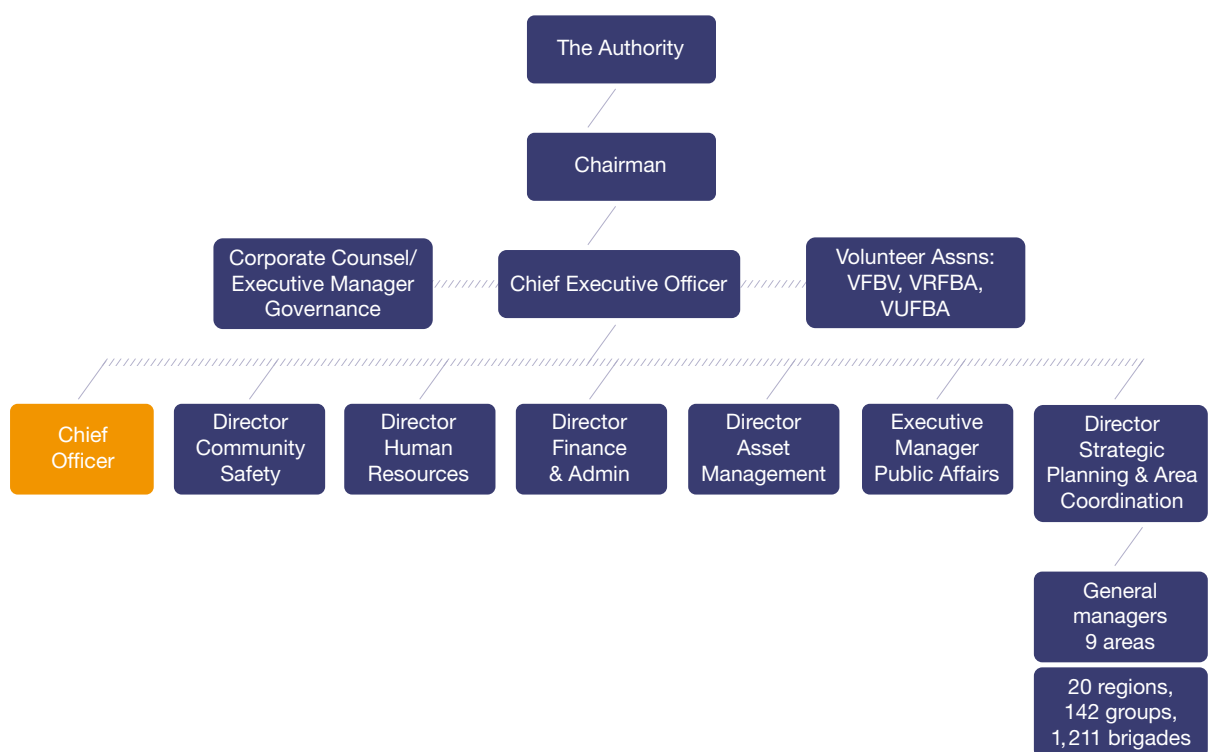 The Authority
Chairman
Corporate Counsel/
Executive Manager
Governance
Chief Executive Officer
Volunteer Assns:
VFBV, VRFBA,
VUFBA
Chief
Officer
Director
Community
Safety
Director
Human
Resources
Director
Finance
& Admin
Director
Asset
Management
Executive
Manager
Public Affairs
Director
Strategic
Planning & Area
Coordination
General
managers
9 areas
20 regions,
142 groups,
1,211 brigades